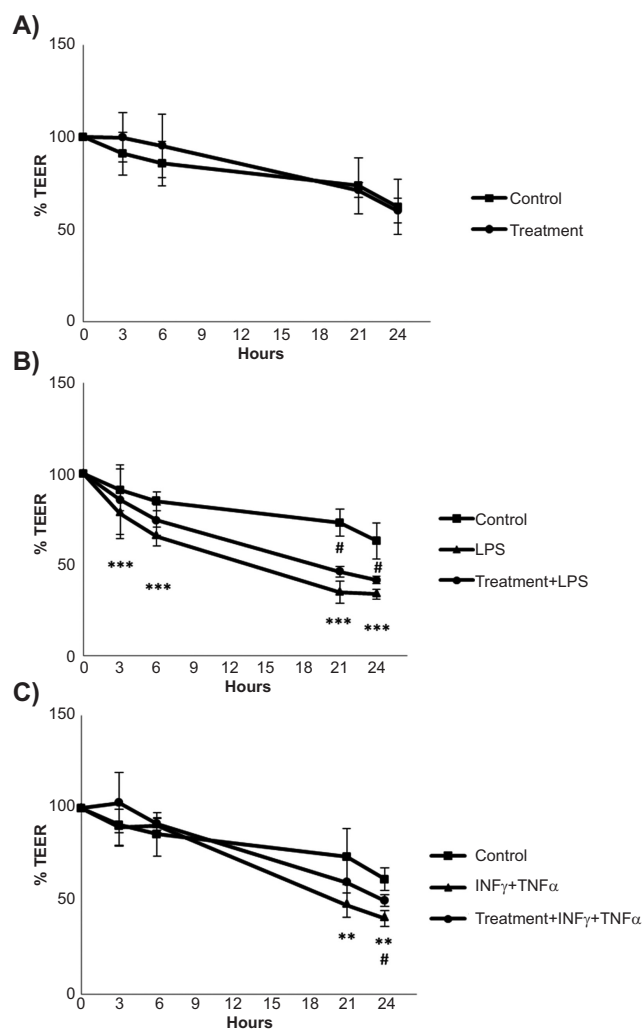 A)
150
100
50
0
% TEER
0 3 6 9 12 15 18 21 24
Hours
Control
Treatment
B)
150
100
50
0
% TEER
#
#
***
***
***
***
0 3 6 9 12 15 18 21 24
Hours
Control
LPS
Treatment+LPS
C)
150
100
50
0
% TEER
**
**
#
0 3 6 9 12 15 18 21 24
Hours
Control
INFγ+TNFα
Treatment+INFγ+TNFα